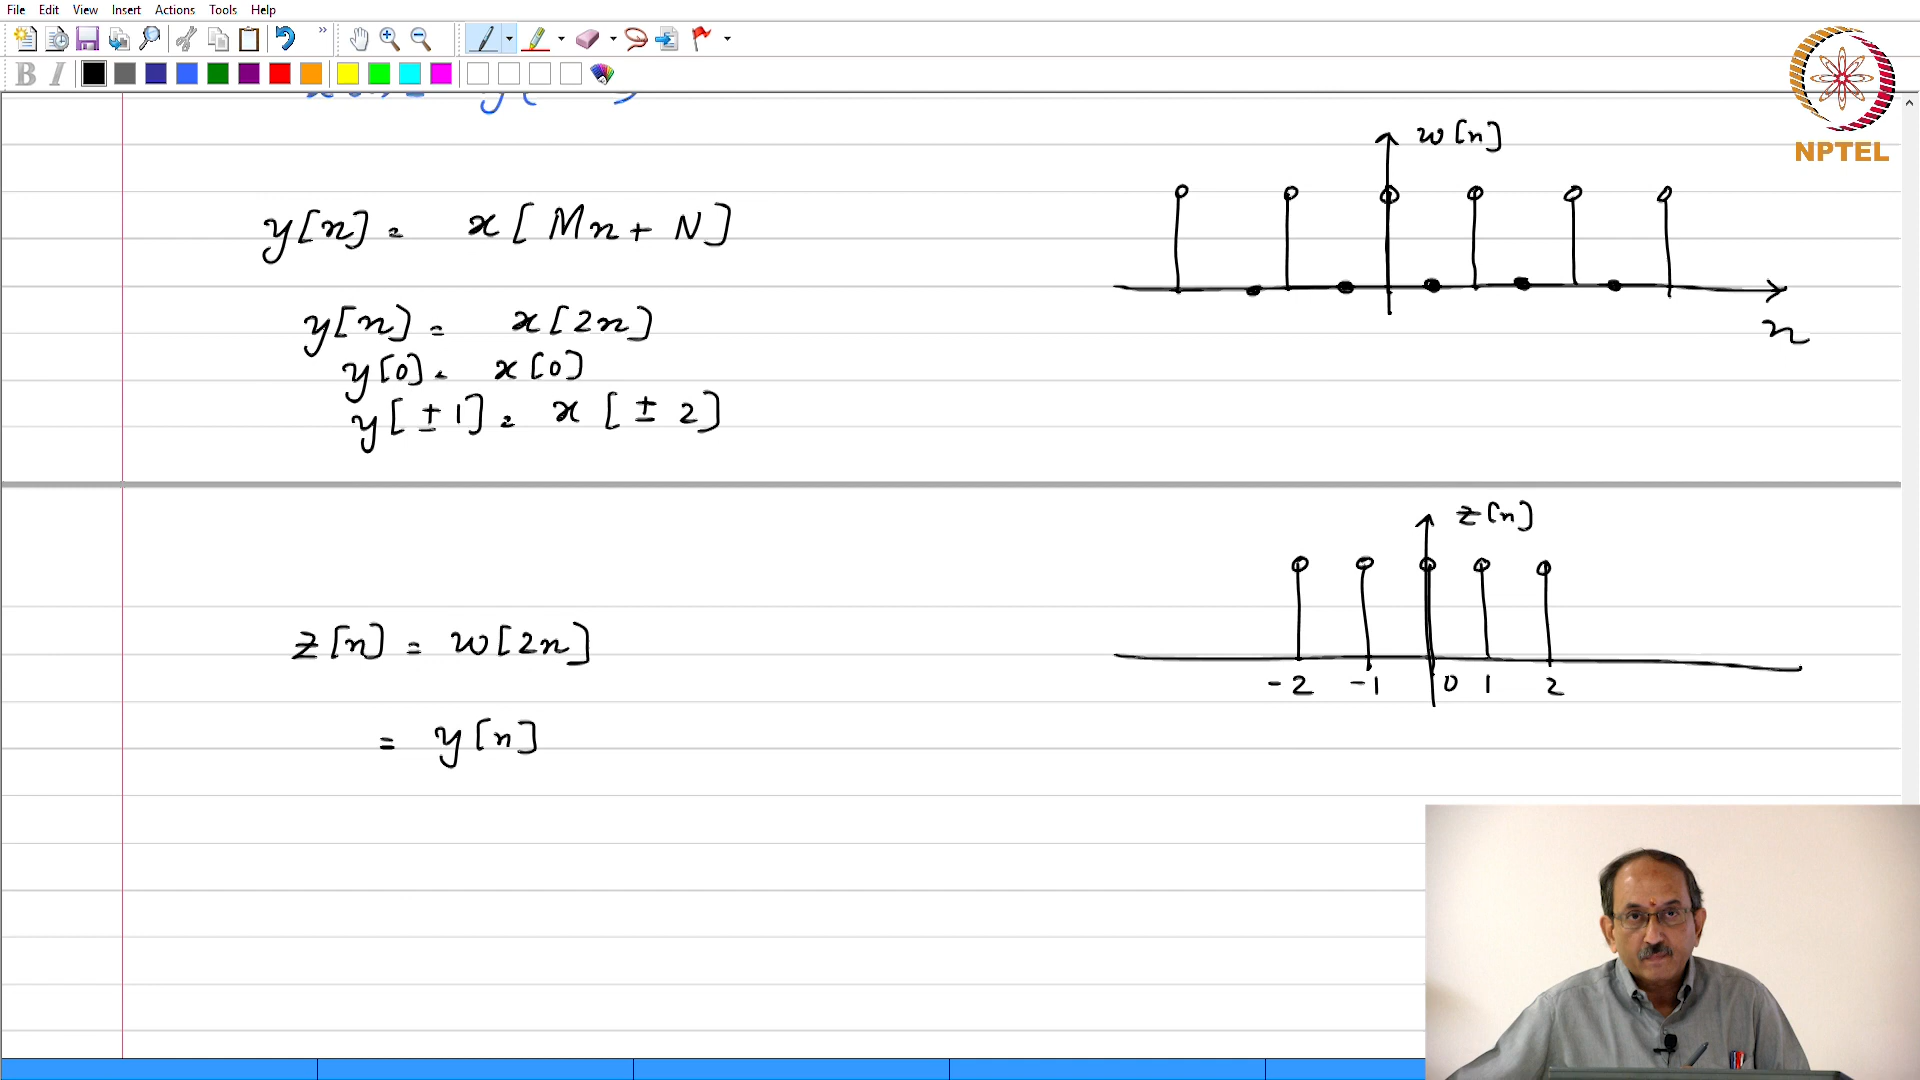 File Edit View Insert Actions Tools Help
NPTEL
w[n]
y[n] = x[Mn + N]
n
y[n] = x[2n]
y[0] = x[0]
y[± 1] = x[± 2]
z[n]
z[n] = w[2n]
-2 -1 0 1 2
= y[n]